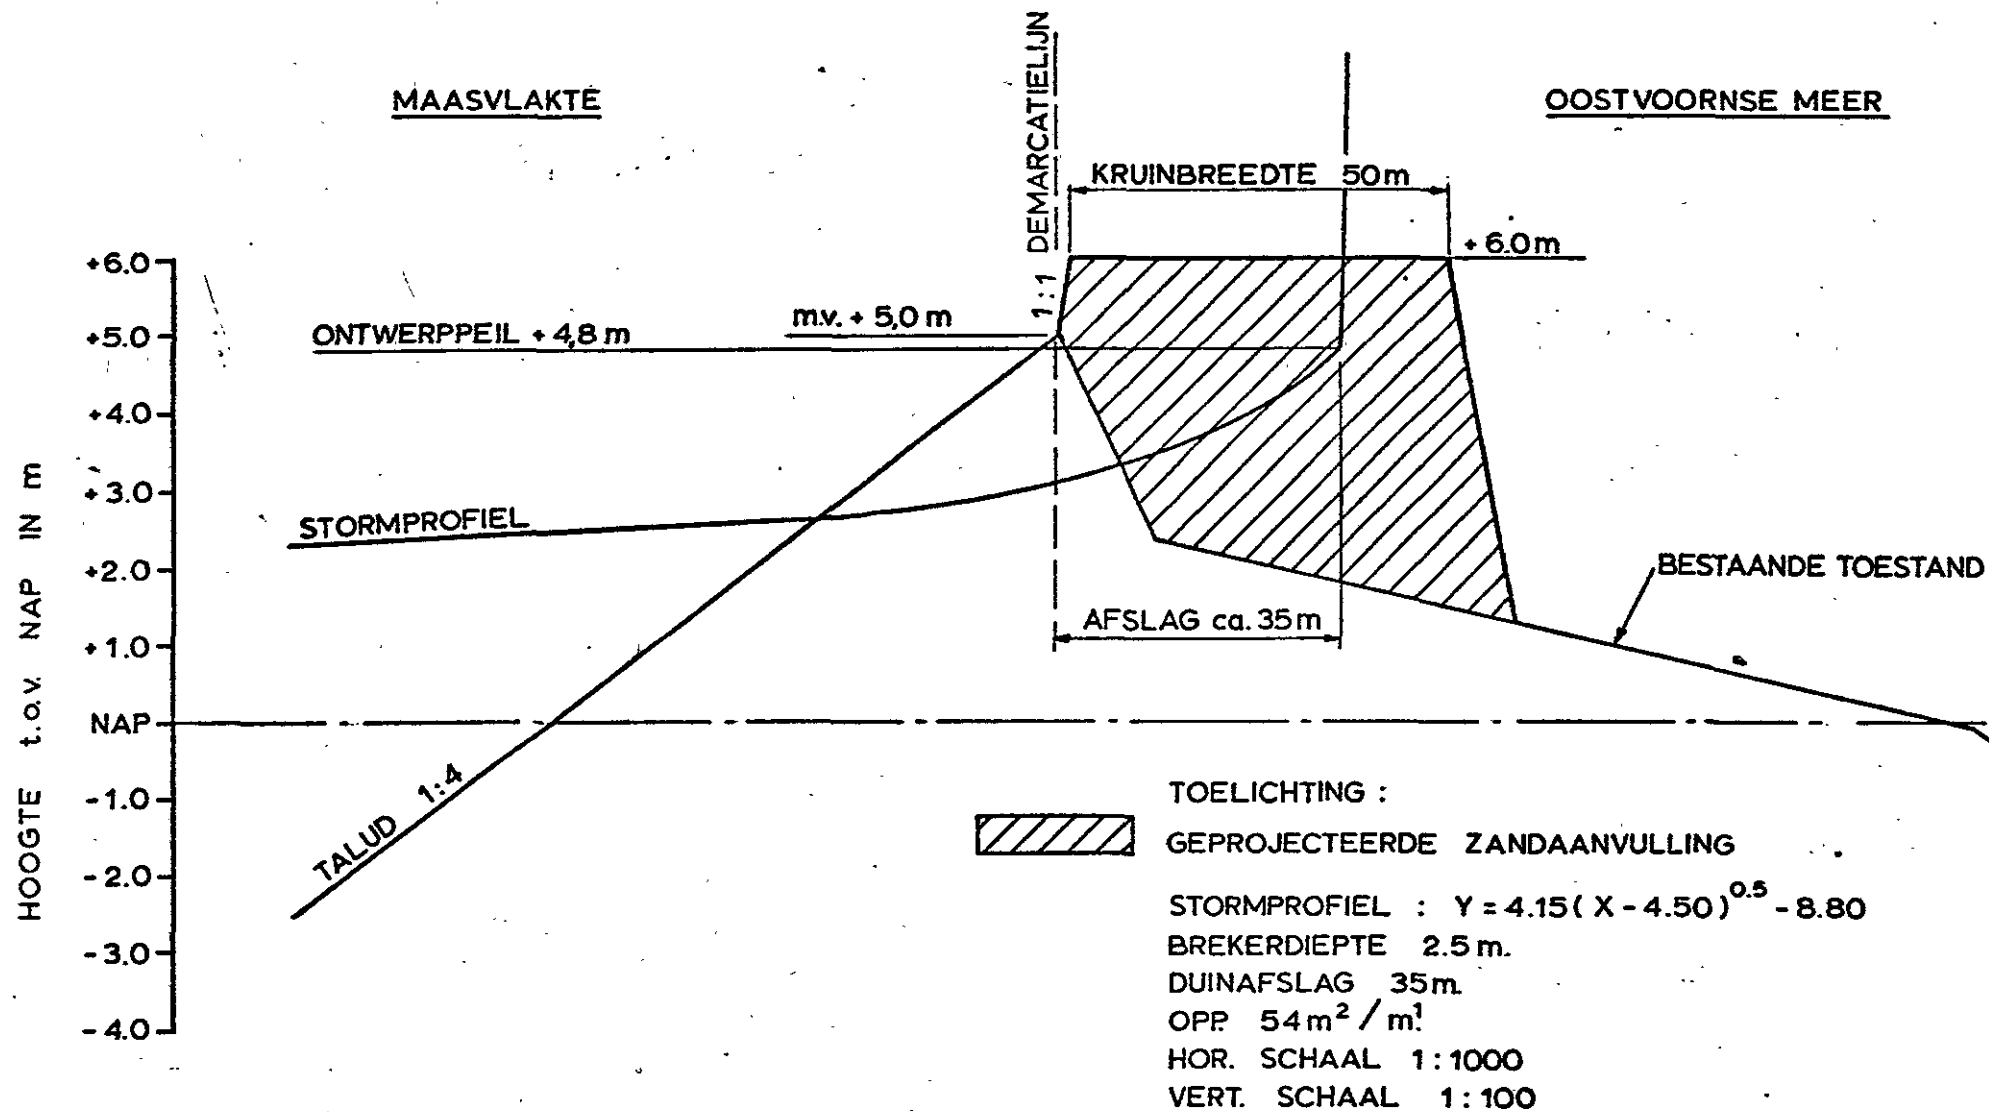 MAASVLAKTE
DEMARCATIELIJN
OOSTVOORNSE MEER
KRUINBREEDTE 50m
+6.0m
1:1
m.v. + 5,0 m
ONTWERPPEIL + 4,8 m
STORMPROFIEL
BESTAANDE TOESTAND
AFSLAG ca. 35m
TALUD 1:4
HOOGTE t.o.v. NAP IN m
+6.0
+5.0
+4.0
+3.0
+2.0
+1.0
NAP
-1.0
-2.0
-3.0
-4.0
TOELICHTING :
GEPROJECTEERDE ZANDAANVULLING
STORMPROFIEL : Y = 4.15 ( X - 4.50)^0.5 - 8.80
BREKERDIEPTE 2.5 m.
DUINAFSLAG 35m.
OPP. 54 m² / m¹.
HOR. SCHAAL 1 : 1000
VERT. SCHAAL 1 : 100